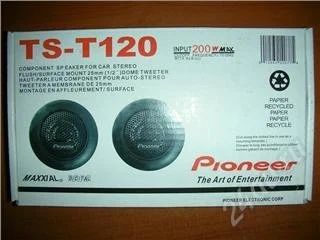 TS-T120
INPUT 200W MAX.
COMPONENT SPEAKER FOR CAR STEREO
FLUSH/SURFACE MOUNT 25mm (1/2") DOME TWEETER
HAUT-PARLEUR COMPONENT POUR AUTO-STEREO
TWEETER A MEMBRANE DE 25mm
MONTAGE EN AFFLEUREMENT/ SURFACE
PAPIER
RECYCLED
PAPER
PAPIER
RECYCLE
Pioneer
Pioneer
Pioneer
The Art of Entertainment
MAXXIAL
PIONEER ELECTRONIC CORP